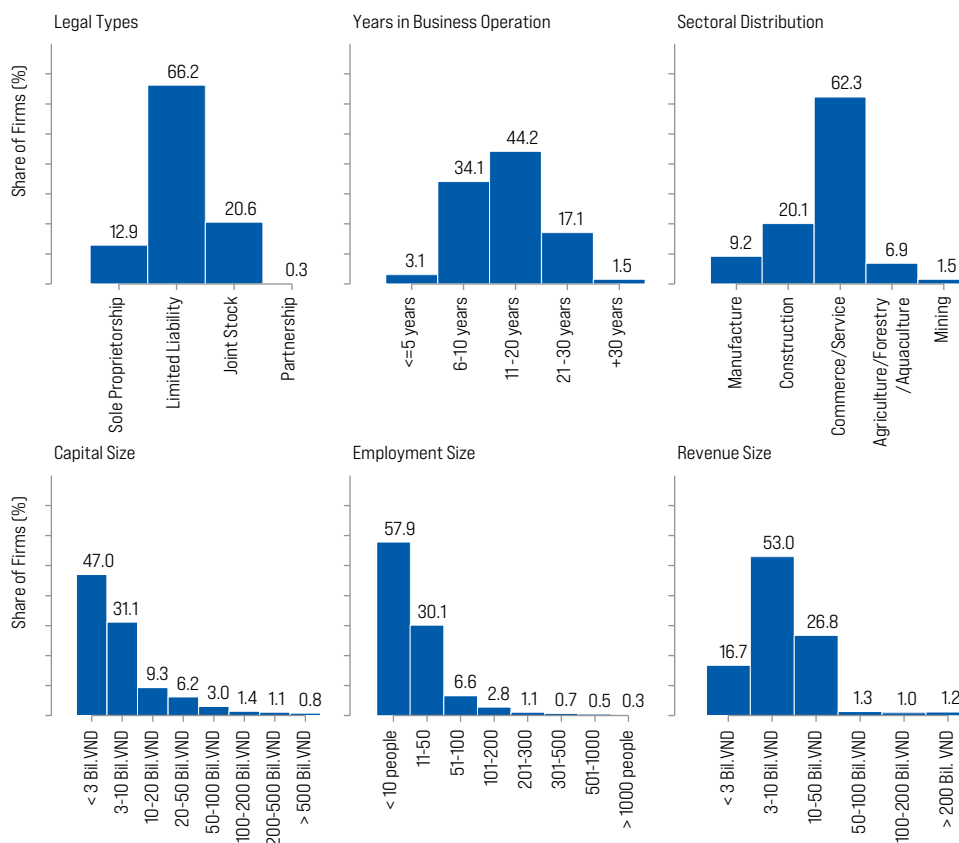 Legal Types
Share of Firms (%)
12.9
66.2
20.6
0.3
Sole Proprietorship
Limited Liability
Joint Stock
Partnership
Years in Business Operation
3.1
34.1
44.2
17.1
1.5
<=5 years
6-10 years
11-20 years
21-30 years
+30 years
Sectoral Distribution
9.2
20.1
62.3
6.9
1.5
Manufacture
Construction
Commerce/Service
Agriculture/Forestry
/Aquaculture
Mining
Capital Size
Share of Firms (%)
47.0
31.1
9.3
6.2
3.0
1.4
1.1
0.8
< 3 Bil. VND
3-10 Bil. VND
10-20 Bil. VND
20-50 Bil. VND
50-100 Bil. VND
100-200 Bil. VND
200-500 Bil. VND
> 500 Bil. VND
Employment Size
57.9
30.1
6.6
2.8
1.1
0.7
0.5
0.3
< 10 people
11-50
51-100
101-200
201-300
301-500
501-1000
> 1000 people
Revenue Size
16.7
53.0
26.8
1.3
1.0
1.2
< 3 Bil. VND
3-10 Bil. VND
10-50 Bil. VND
50-100 Bil. VND
100-200 Bil. VND
> 200 Bil. VND